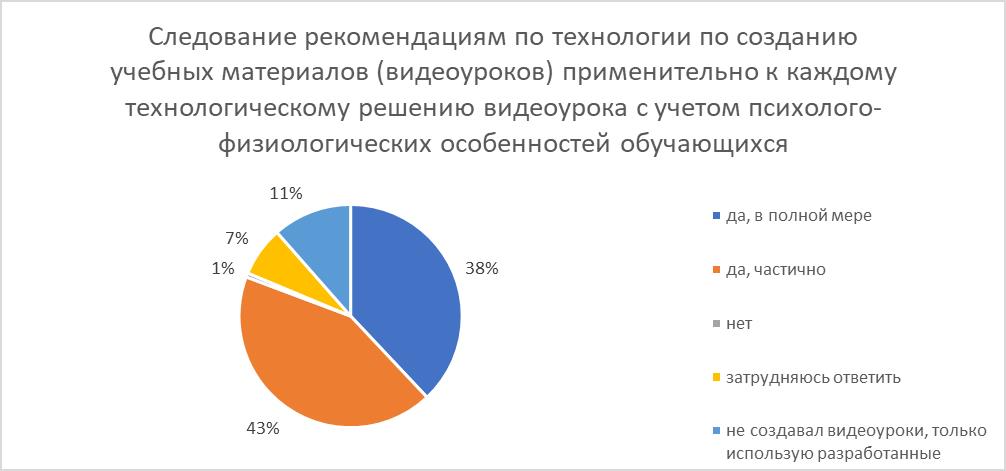 Следование рекомендациям по технологии по созданию
учебных материалов (видеоуроков) применительно к каждому
технологическому решению видеоурока с учетом психолого-
физиологических особенностей обучающихся
11%
7%
1%
38%
43%
да, в полной мере
да, частично
нет
затрудняюсь ответить
не создавал видеоуроки, только
использую разработанные